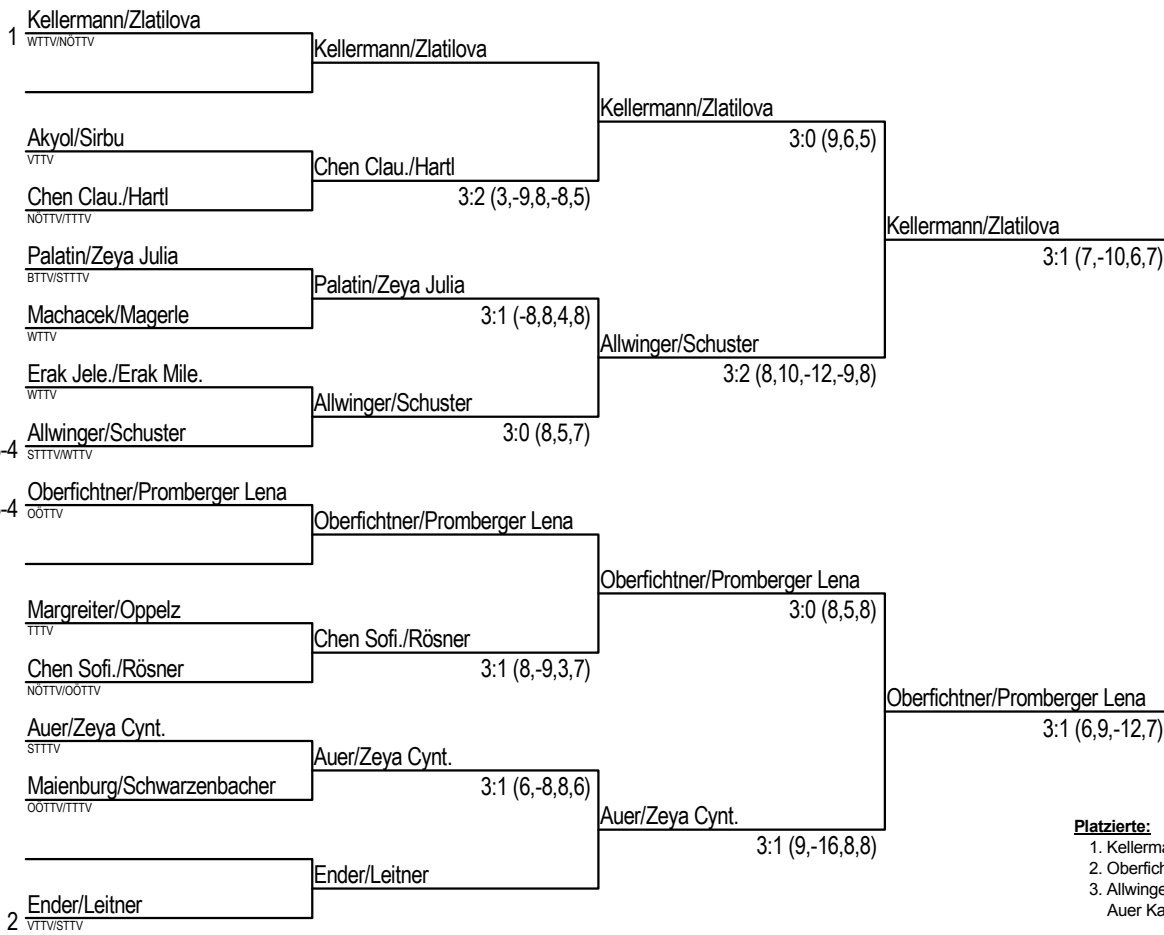 Kellermann/Zlatilova
1 WTTV/NÖTTV
Kellermann/Zlatilova
Kellermann/Zlatilova
Akyol/Sirbu
3:0 (9,6,5)
VTTV
Chen Clau./Hartl
Chen Clau./Hartl
3:2 (3,-9,8,-8,5)
NÖTTV/TTTV
Kellermann/Zlatilova
Palatin/Zeya Julia
3:1 (7,-10,6,7)
BTTV/STTTV
Palatin/Zeya Julia
Machacek/Magerle
3:1 (-8,8,4,8)
WTTV
Allwinger/Schuster
Erak Jele./Erak Mile.
3:2 (8,10,-12,-9,8)
WTTV
Allwinger/Schuster
Allwinger/Schuster
3:0 (8,5,7)
-4 STTTV/WTTV
Oberfichtner/Promberger Lena
-4 OÖTTV
Oberfichtner/Promberger Lena
Oberfichtner/Promberger Lena
Margreiter/Oppelz
3:0 (8,5,8)
TTTV
Chen Sofi./Rösner
Chen Sofi./Rösner
3:1 (8,-9,3,7)
NÖTTV/OÖTTV
Oberfichtner/Promberger Lena
Auer/Zeya Cynt.
3:1 (6,9,-12,7)
STTTV
Auer/Zeya Cynt.
Maienburg/Schwarzenbacher
3:1 (6,-8,8,6)
OÖTTV/TTTV
Auer/Zeya Cynt.
3:1 (9,-16,8,8)
Platzierte:
1. Kellerma
Ender/Leitner
2. Oberfich
3. Allwinge
Ender/Leitner
Auer Ka
2 VTTV/STTV